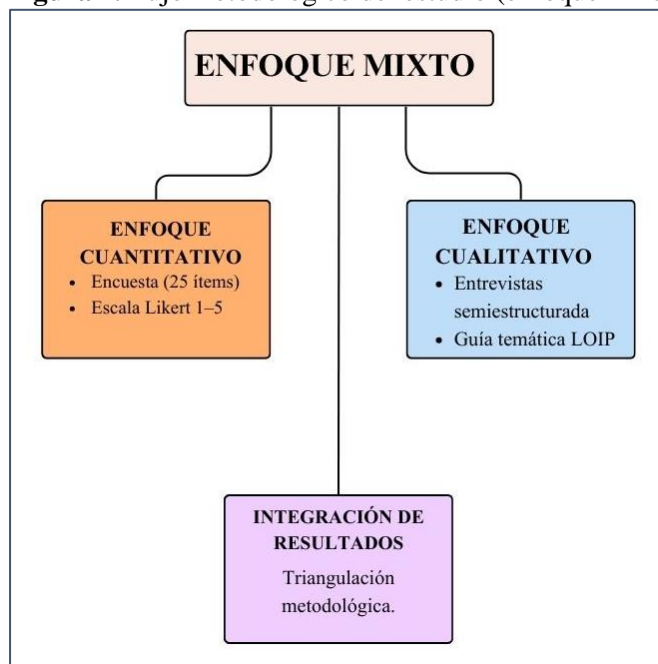 ENFOQUE MIXTO
ENFOQUE
CUANTITATIVO
• Encuesta (25 ítems)
• Escala Likert 1–5
ENFOQUE
CUALITATIVO
• Entrevistas
semiestructurada
• Guía temática LOIP
INTEGRACIÓN DE
RESULTADOS
Triangulación
metodológica.